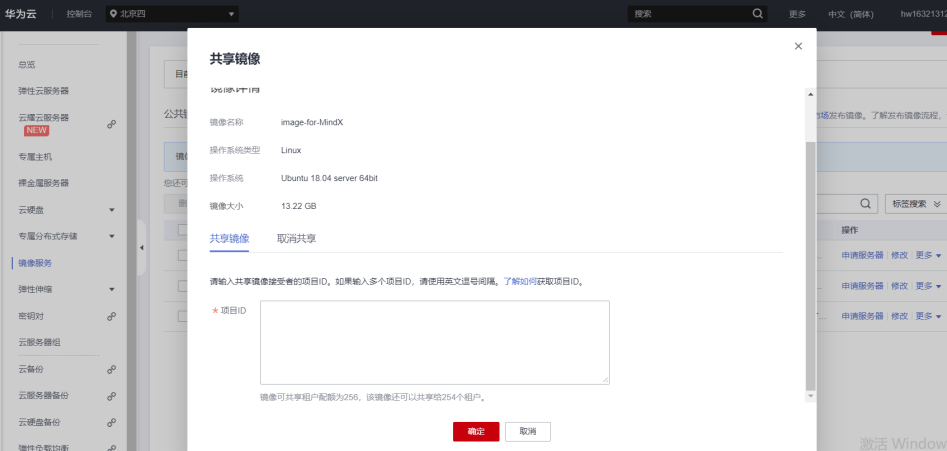 华为云 控制台 北京四 搜索 更多 中文 (简体) hw1632131
共享镜像
总览
弹性云服务器
云耀云服务器
NEW
专属主机
裸金属服务器
云硬盘
专属分布式存储
镜像服务
弹性伸缩
密钥对
云服务器组
云备份
云服务器备份
云硬盘备份
弹性负载均衡
镜像详情
镜像名称 image-for-MindX
操作系统类型 Linux
操作系统 Ubuntu 18.04 server 64bit
镜像大小 13.22 GB
共享镜像 取消共享
请输入共享镜像接受者的项目ID。如果输入多个项目ID，请使用英文逗号间隔。了解如何获取项目ID。
★ 项目ID
镜像可共享租户配额为256，该镜像还可以共享给254个租户。
确定 取消
目前
公共镜
您还可
场发布镜像。了解发布镜像流程，
标签搜索
操作
申请服务器 修改 更多
申请服务器 修改 更多
申请服务器 修改 更多
激活 Window